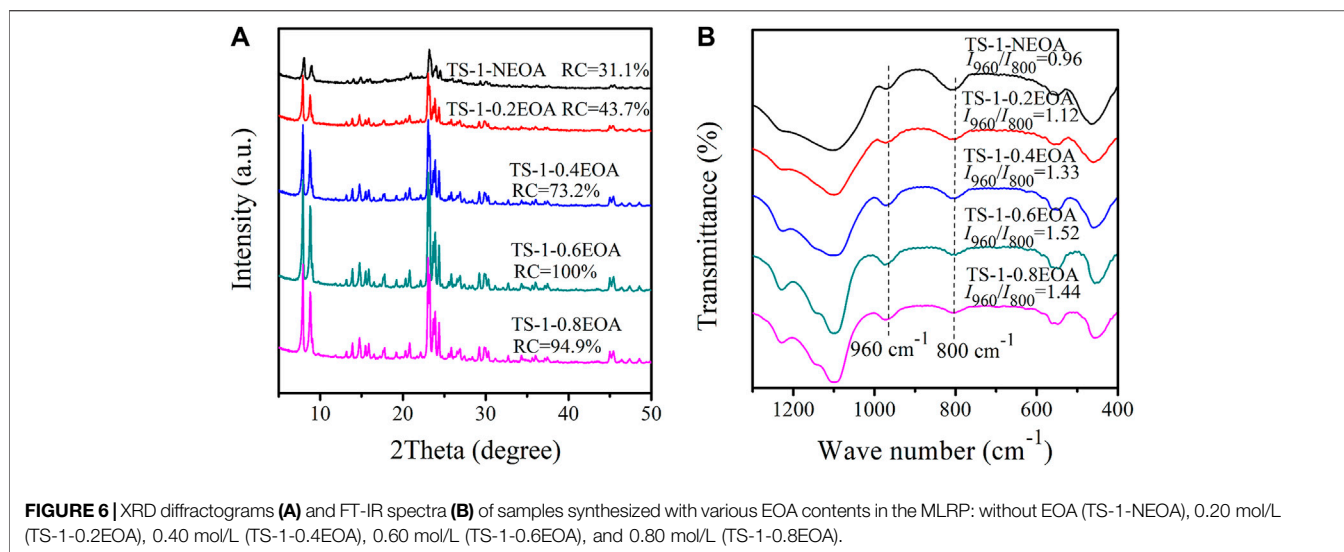 A
TS-1-NEOA RC=31.1%
TS-1-0.2EOA RC=43.7%
TS-1-0.4EOA
RC=73.2%
TS-1-0.6EOA
RC=100%
TS-1-0.8EOA
RC=94.9%
Intensity (a.u.)
10 20 30 40 50
2Theta (degree)
B
TS-1-NEOA
I960/I800=0.96
TS-1-0.2EOA
I960/I800=1.12
TS-1-0.4EOA
I960/I800=1.33
TS-1-0.6EOA
I960/I800=1.52
TS-1-0.8EOA
I960/I800=1.44
960 cm⁻¹ 800 cm⁻¹
Transmittance (%)
1200 1000 800 600 400
Wave number (cm⁻¹)
FIGURE 6 | XRD diffractograms (A) and FT-IR spectra (B) of samples synthesized with various EOA contents in the MLRP: without EOA (TS-1-NEOA), 0.20 mol/L
(TS-1-0.2EOA), 0.40 mol/L (TS-1-0.4EOA), 0.60 mol/L (TS-1-0.6EOA), and 0.80 mol/L (TS-1-0.8EOA).